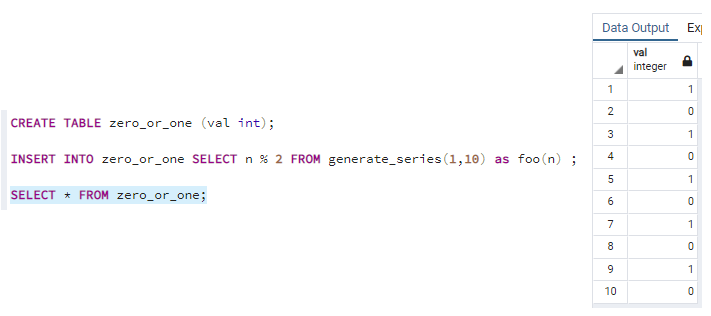 CREATE TABLE zero_or_one (val int);
INSERT INTO zero_or_one SELECT n % 2 FROM generate_series(1,10) as foo(n) ;
SELECT * FROM zero_or_one;
Data Output Ex
val
integer
1 1
2 0
3 1
4 0
5 1
6 0
7 1
8 0
9 1
10 0